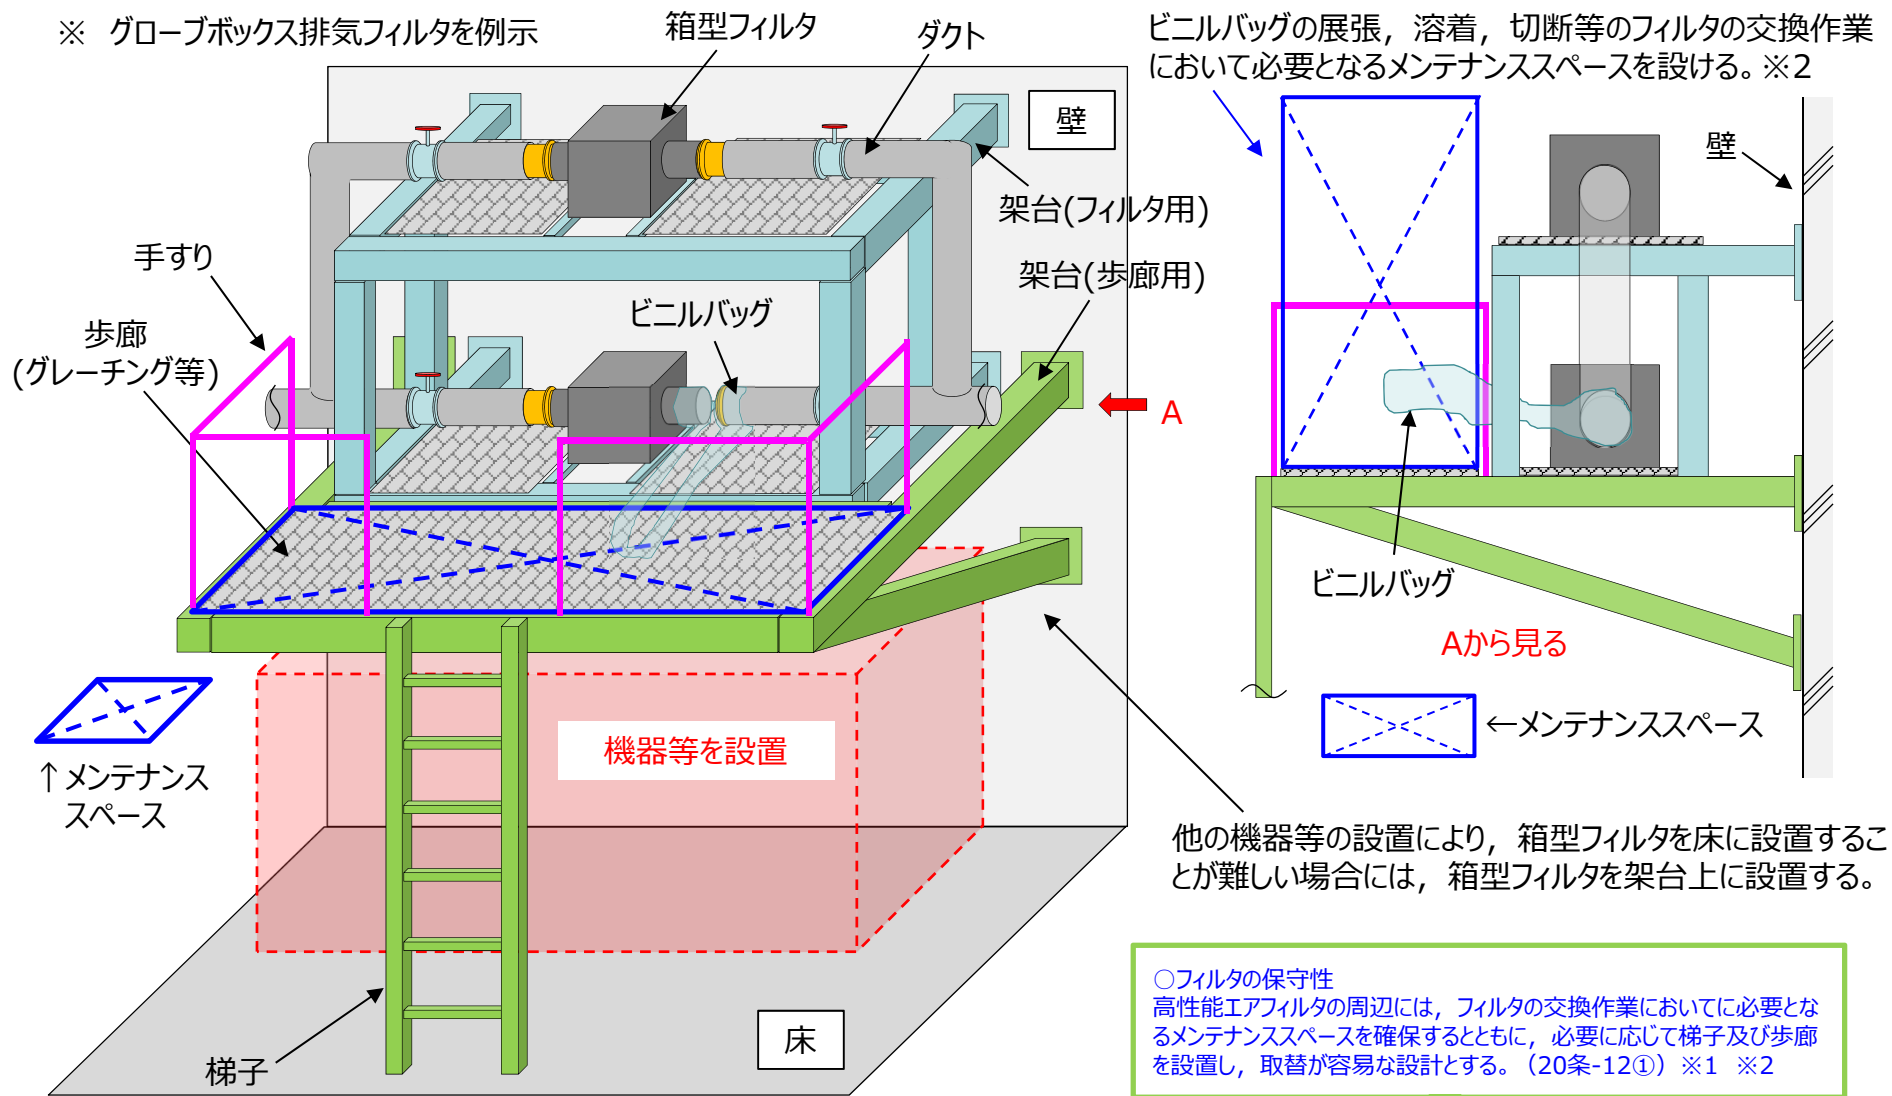 ※ グローブボックス排気フィルタを例示
箱型フィルタ
ダクト
壁
架台(フィルタ用)
架台(歩廊用)
手すり
歩廊
(グレーチング等)
ビニルバッグ
A
機器等を設置
↑メンテナンス
スペース
梯子
床
ビニルバッグの展張，溶着，切断等のフィルタの交換作業
において必要となるメンテナンススペースを設ける。※2
壁
ビニルバッグ
Aから見る
←メンテナンススペース
他の機器等の設置により，箱型フィルタを床に設置するこ
とが難しい場合には，箱型フィルタを架台上に設置する。
○フィルタの保守性
高性能エアフィルタの周辺には，フィルタの交換作業においてに必要とな
るメンテナンススペースを確保するとともに，必要に応じて梯子及び歩廊
を設置し，取替が容易な設計とする。（20条-12①）※1 ※2